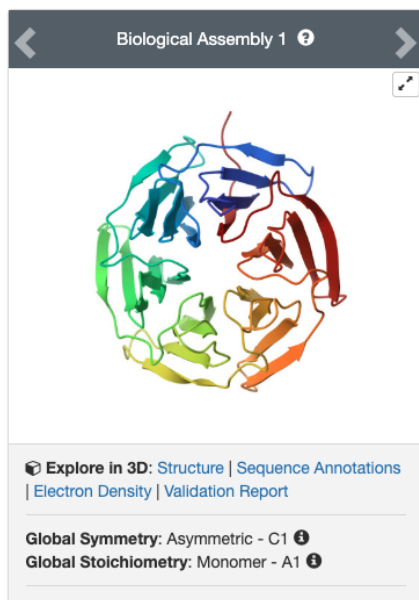 Biological Assembly 1
Explore in 3D: Structure | Sequence Annotations
| Electron Density | Validation Report
Global Symmetry: Asymmetric - C1
Global Stoichiometry: Monomer - A1